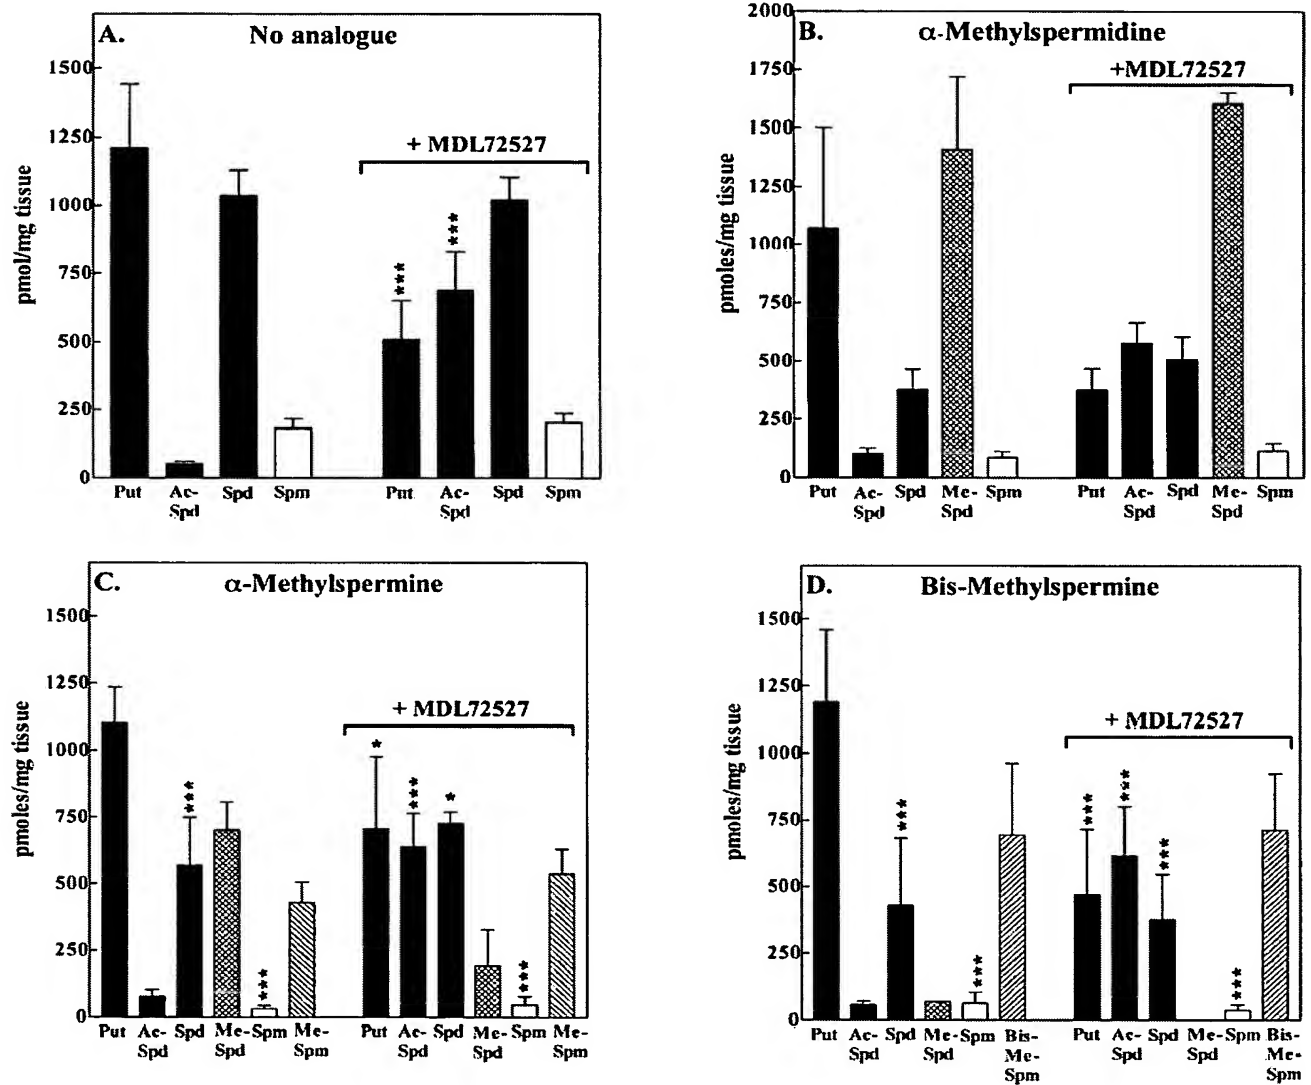 A.
No analogue
pmol/mg tissue
1500
1250
1000
750
500
250
0
+ MDL72527
***
***
Put
Ac-
Spd
Spd
Spm
Put
Ac-
Spd
Spd
Spm
B.
α-Methylspermidine
pmoles/mg tissue
2000
1750
1500
1250
1000
750
500
250
0
+MDL72527
Put
Ac-
Spd
Spd
Me-
Spd
Spm
Put
Ac-
Spd
Spd
Me-
Spd
Spm
C.
α-Methylspermine
pmoles/mg tissue
1500
1250
1000
750
500
250
0
+ MDL72527
***
***
*
***
*
***
Put
Ac-
Spd
Spd
Me-
Spd
Spm
Me-
Spm
Put
Ac-
Spd
Spd
Me-
Spd
Spm
Me-
Spm
D.
Bis-Methylspermine
pmoles/mg tissue
1500
1250
1000
750
500
250
0
+ MDL72527
***
***
***
***
***
***
Put
Ac-
Spd
Spd
Me-
Spd
Spm
Bis-
Me-
Spm
Put
Ac-
Spd
Spd
Me-
Spd
Spm
Bis-
Me-
Spm